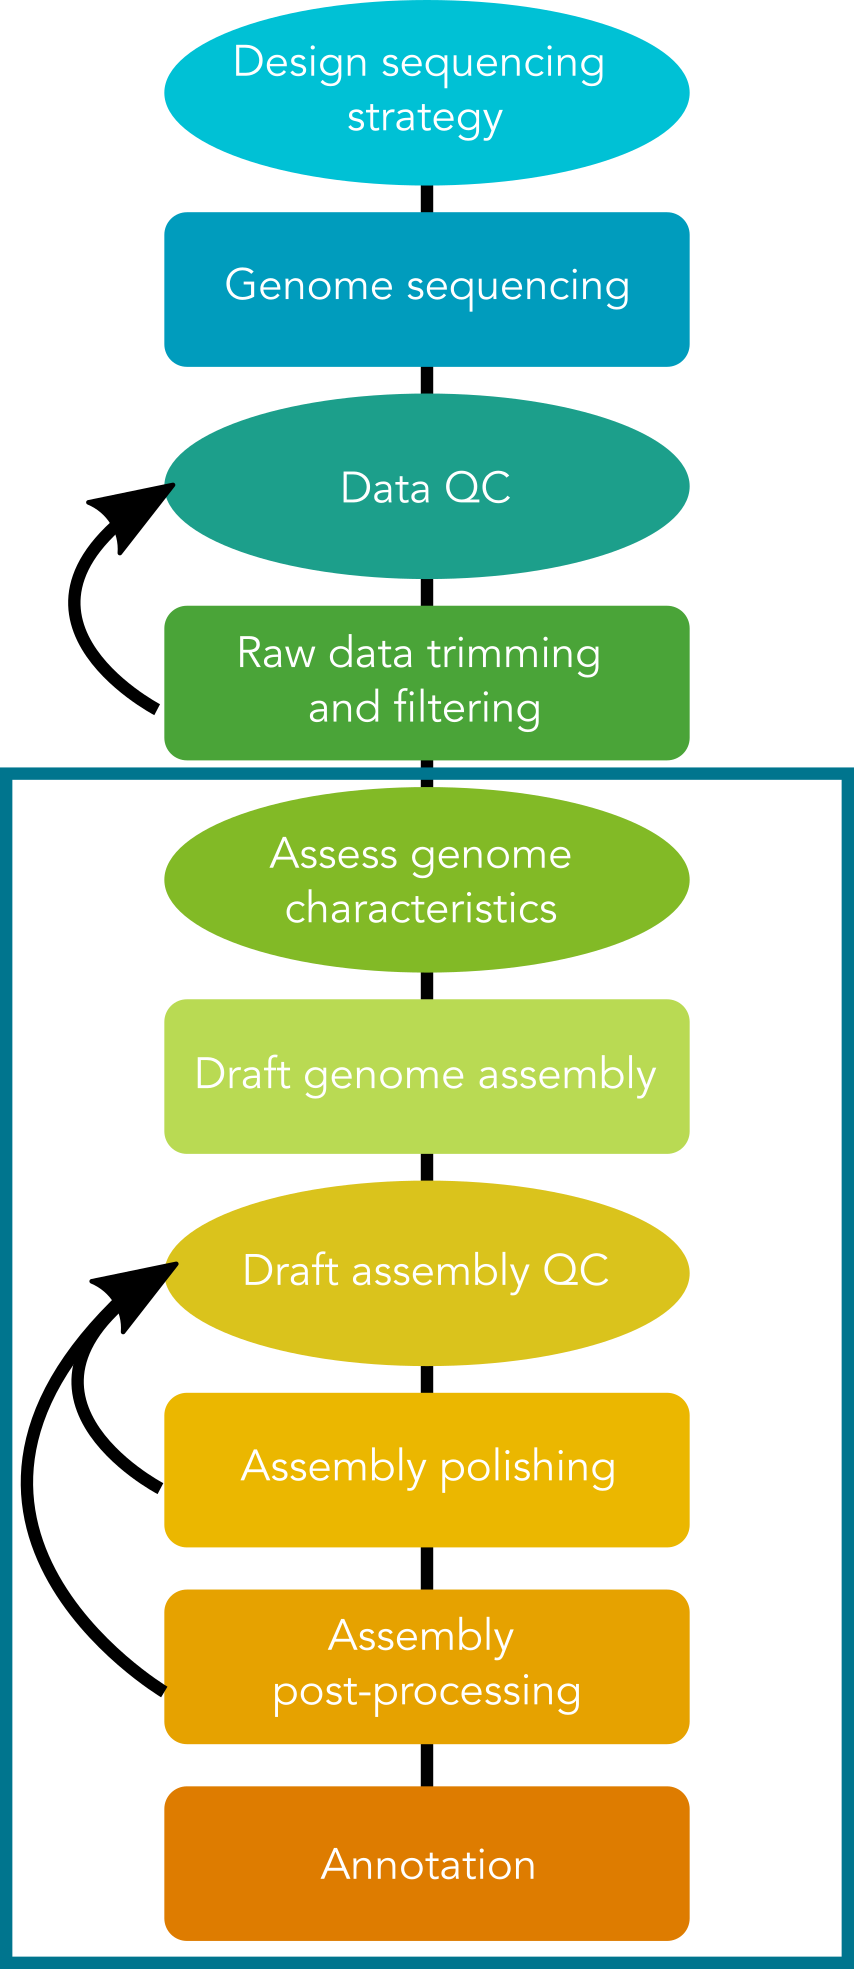 Design sequencing
strategy
Genome sequencing
Data QC
Raw data trimming
and filtering
Assess genome
characteristics
Draft genome assembly
Draft assembly QC
Assembly polishing
Assembly
post-processing
Annotation